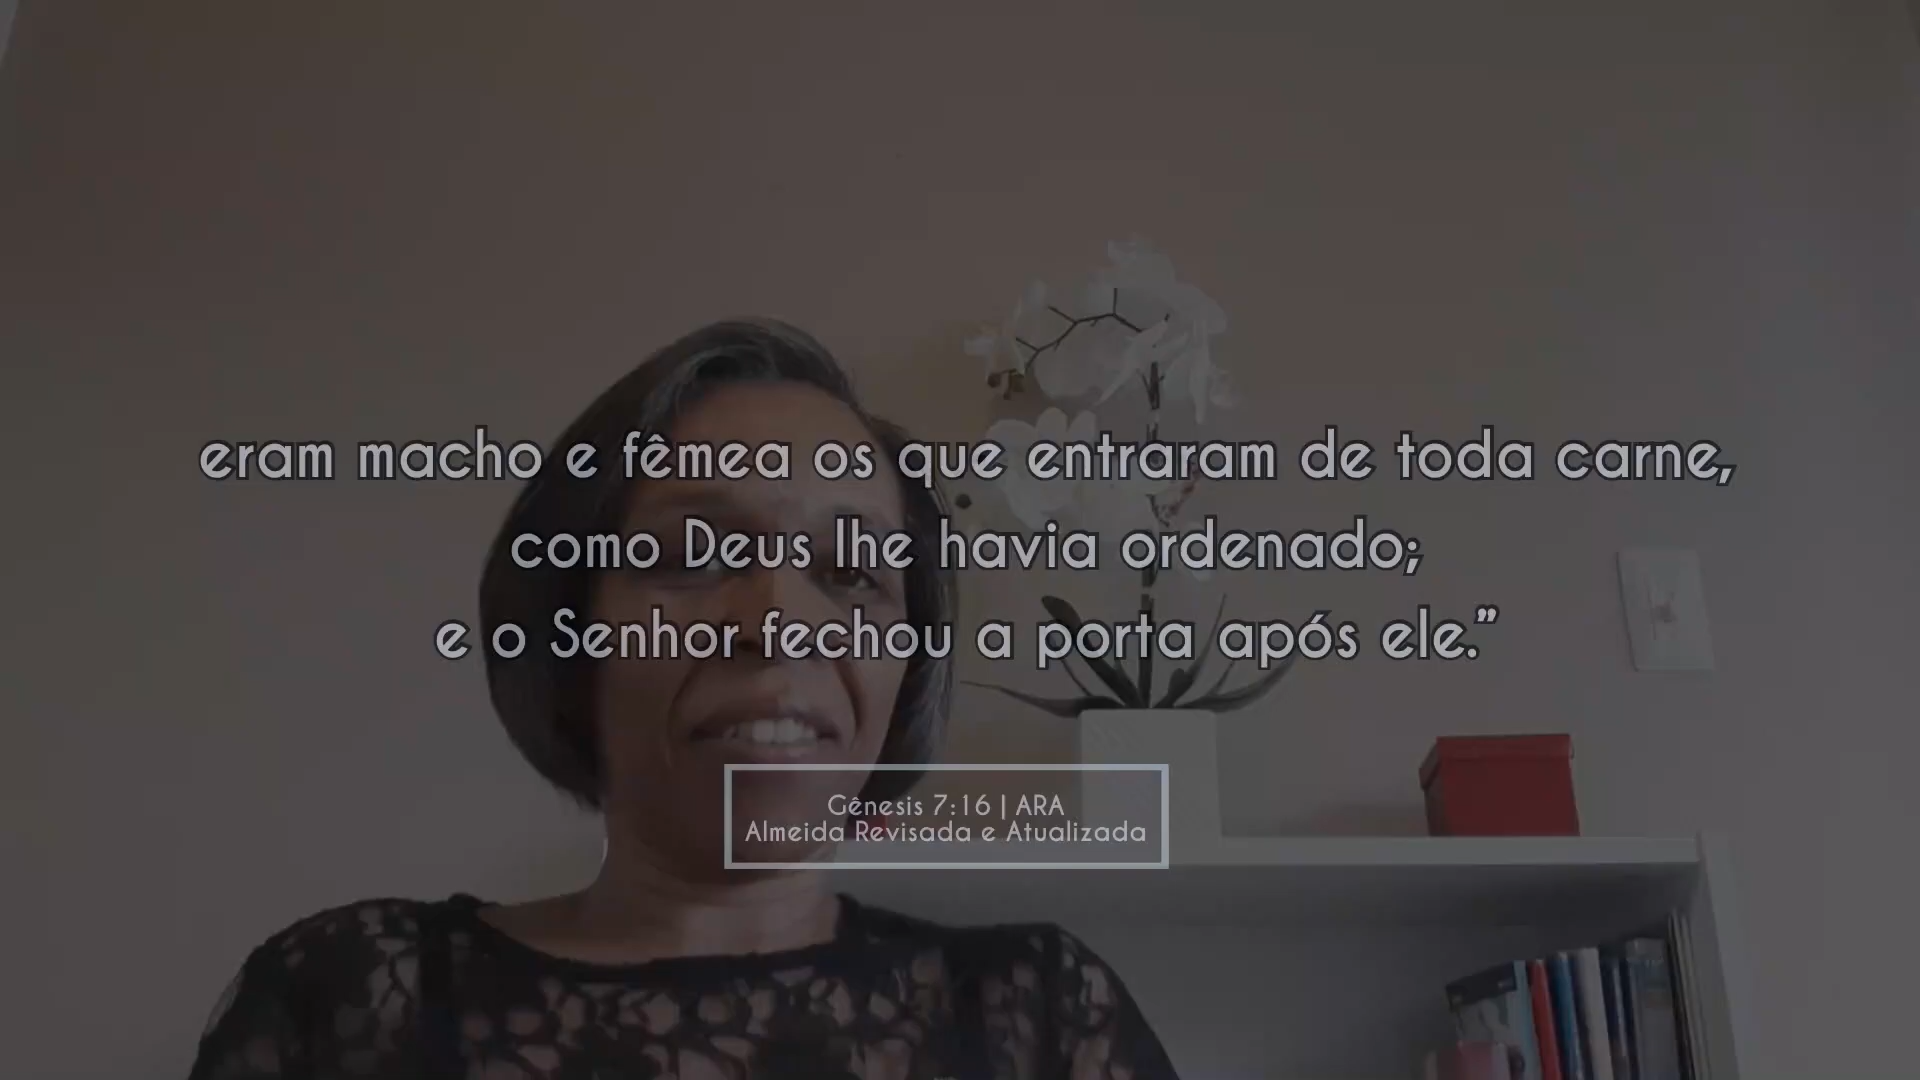 eram macho e fêmea os que entraram de toda carne,
como Deus lhe havia ordenado;
e o Senhor fechou a porta após ele.”
Gênesis 7:16 | ARA
Almeida Revisada e Atualizada